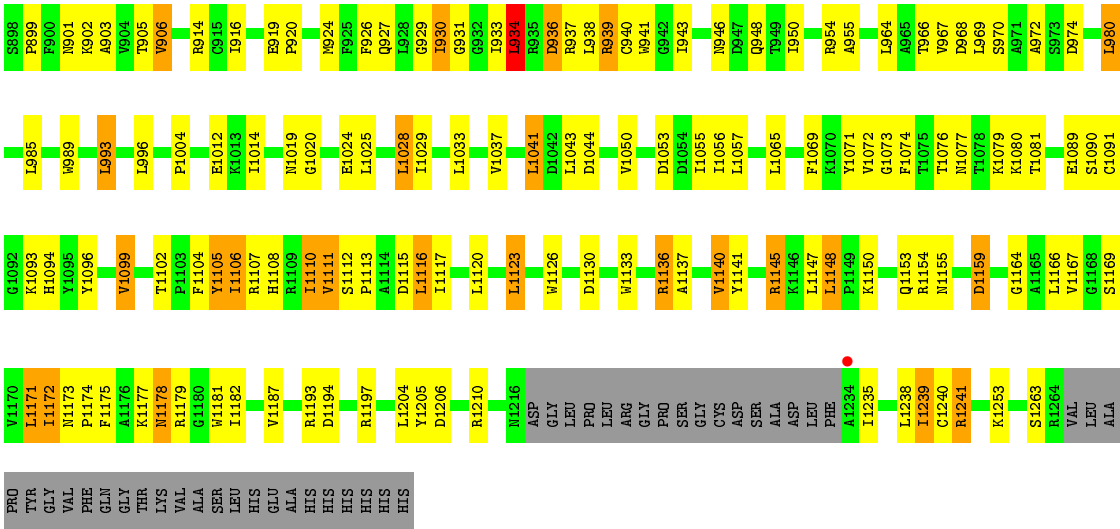 S898 P899 F900 N901 K902 A903 V904 T905 V906 R914 C915 I916 E919 P920 M924 F925 R926 Q927 L928 G929 I930 G931 G932 I933 L934 R935 D936 R937 L938 R939 C940 W941 G942 I943 N946 D947 Q948 T949 I950 R954 A955 L964 A965 T966 V967 D968 L969 S970 A971 A972 S973 D974 L980
L985 W989 L993 L996 P1004 E1012 K1013 I1014 N1019 G1020 E1024 L1025 L1028 I1029 L1033 V1037 L1041 D1042 L1043 D1044 V1050 D1053 D1054 I1055 I1056 L1057 L1065 F1069 K1070 Y1071 V1072 G1073 F1074 T1075 T1076 N1077 T1078 K1079 K1080 T1081 E1089 S1090 C1091
G1092 K1093 H1094 Y1095 Y1096 V1099 T1102 P1103 F1104 Y1105 I1106 R1107 H1108 R1109 I1110 V1111 S1112 P1113 A1114 D1115 L1116 I1117 L1120 L1123 W1126 D1130 W1133 R1136 A1137 V1140 Y1141 R1145 K1146 L1147 L1148 P1149 K1150 Q1153 R1154 N1155 D1159 G1164 A1165 L1166 V1167 G1168 S1169
V1170 L1171 I1172 N1173 P1174 F1175 A1176 K1177 N1178 R1179 G1180 W1181 I1182 V1187 R1193 D1194 R1197 L1204 Y1205 D1206 R1210 N1216 ASP GLY LEU PRO LEU ARG GLY PRO SER GLY CYS ASP SER ALA ASP LEU PHE A1234 I1235 L1238 I1239 C1240 R1241 K1253 S1263 R1264 VAL LEU ALA
PRO TYR GLY VAL PHE GLN GLY THR LYS VAL ALA SER LEU HIS GLU ALA HIS HIS HIS HIS HIS HIS